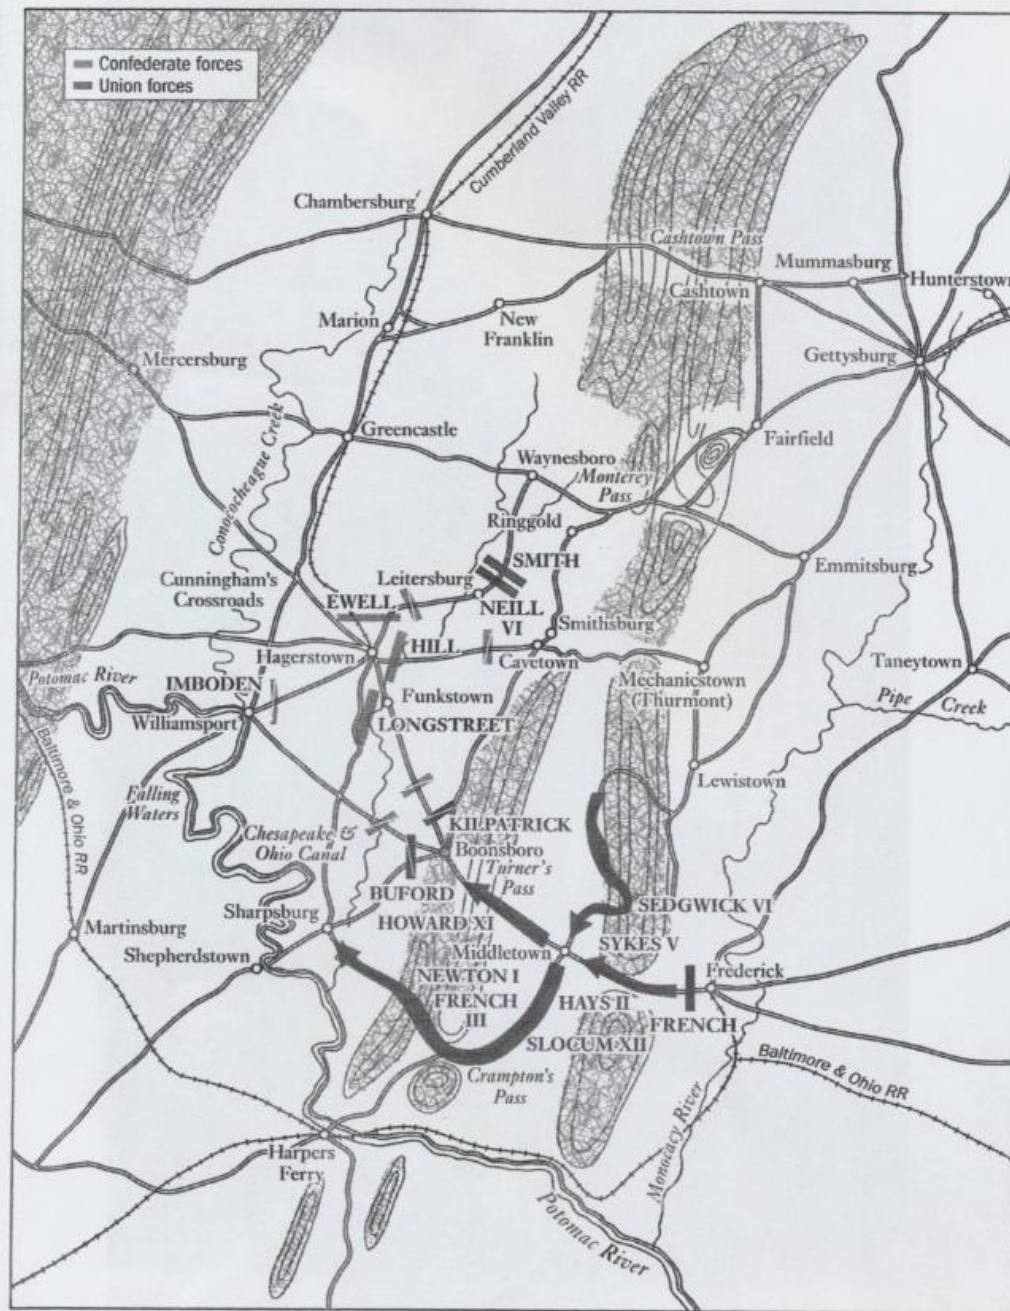 Confederate forces
Union forces
Cumberland Valley RR
Chambersburg
Cashtown Pass
Mummasburg
Hunterstown
Cashtown
Marion
New
Franklin
Gettysburg
Mercersburg
Conococheague Creek
Greencastle
Fairfield
Waynesboro
Monterey
Pass
Ringgold
Emmitsburg
SMITH
Leitersburg
Cunningham's
Crossroads
EWELL
NEILL
VI
Smithsburg
HILL
Hagerstown
Cavetown
Taneytown
Mechanicstown
(Thurmont)
Potomac River
IMBODEN
Williamsport
Funkstown
LONGSTREET
Pipe Creek
Baltimore & Ohio RR
Falling
Waters
Lewistown
Chesapeake &
Ohio Canal
KILPATRICK
Boonsboro
Turner's
Pass
BUFORD
SEDGWICK VI
Sharpsburg
HOWARD XI
Martinsburg
SYKES V
Shepherdstown
Middletown
Frederick
NEWTON I
FRENCH
III
HAYS II
FRENCH
SLOCUM XII
Baltimore & Ohio RR
Crampton's
Pass
Monocacy River
Harpers
Ferry
Potomac River